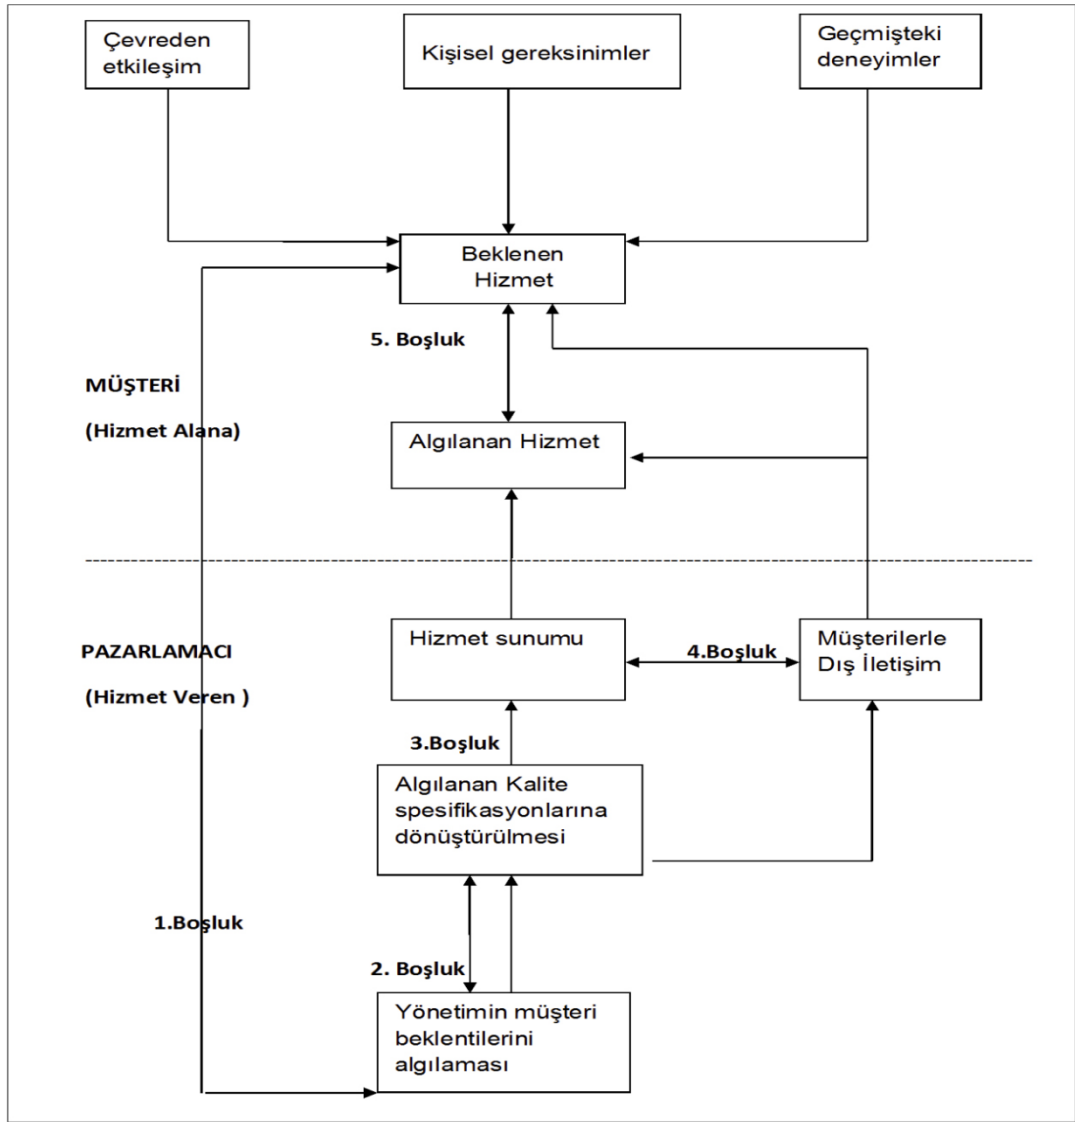 Çevreden
etkileşim
Kişisel gereksinimler
Geçmişteki
deneyimler
Beklenen
Hizmet
5. Boşluk
MÜŞTERİ
(Hizmet Alana)
Algılanan Hizmet
PAZARLAMACI
(Hizmet Veren )
Hizmet sunumu
4.Boşluk
Müşterilerle
Dış İletişim
3.Boşluk
Algılanan Kalite
spesifikasyonlarına
dönüştürülmesi
1.Boşluk
2. Boşluk
Yönetimin müşteri
beklentilerini
algılaması